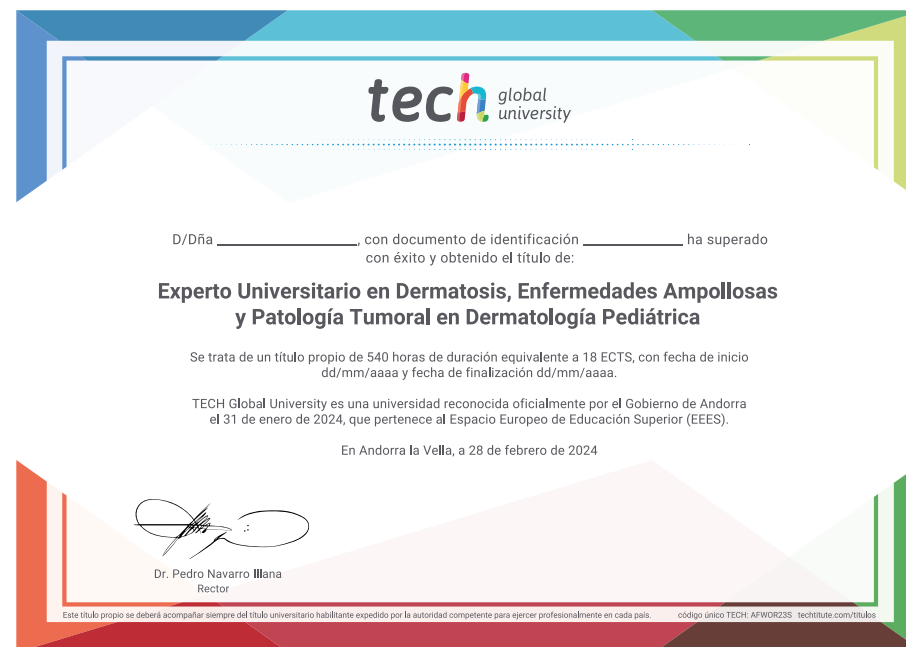 tech global university
D/Dña ____________________, con documento de identificación ______________ ha superado
con éxito y obtenido el título de:
Experto Universitario en Dermatosis, Enfermedades Ampollosas
y Patología Tumoral en Dermatología Pediátrica
Se trata de un título propio de 540 horas de duración equivalente a 18 ECTS, con fecha de inicio
dd/mm/aaaa y fecha de finalización dd/mm/aaaa.
TECH Global University es una universidad reconocida oficialmente por el Gobierno de Andorra
el 31 de enero de 2024, que pertenece al Espacio Europeo de Educación Superior (EEES).
En Andorra la Vella, a 28 de febrero de 2024
Dr. Pedro Navarro Illana
Rector
Este título propio se deberá acompañar siempre del título universitario habilitante expedido por la autoridad competente para ejercer profesionalmente en cada país. código único TECH: AFWOR23S techtitute.com/titulos